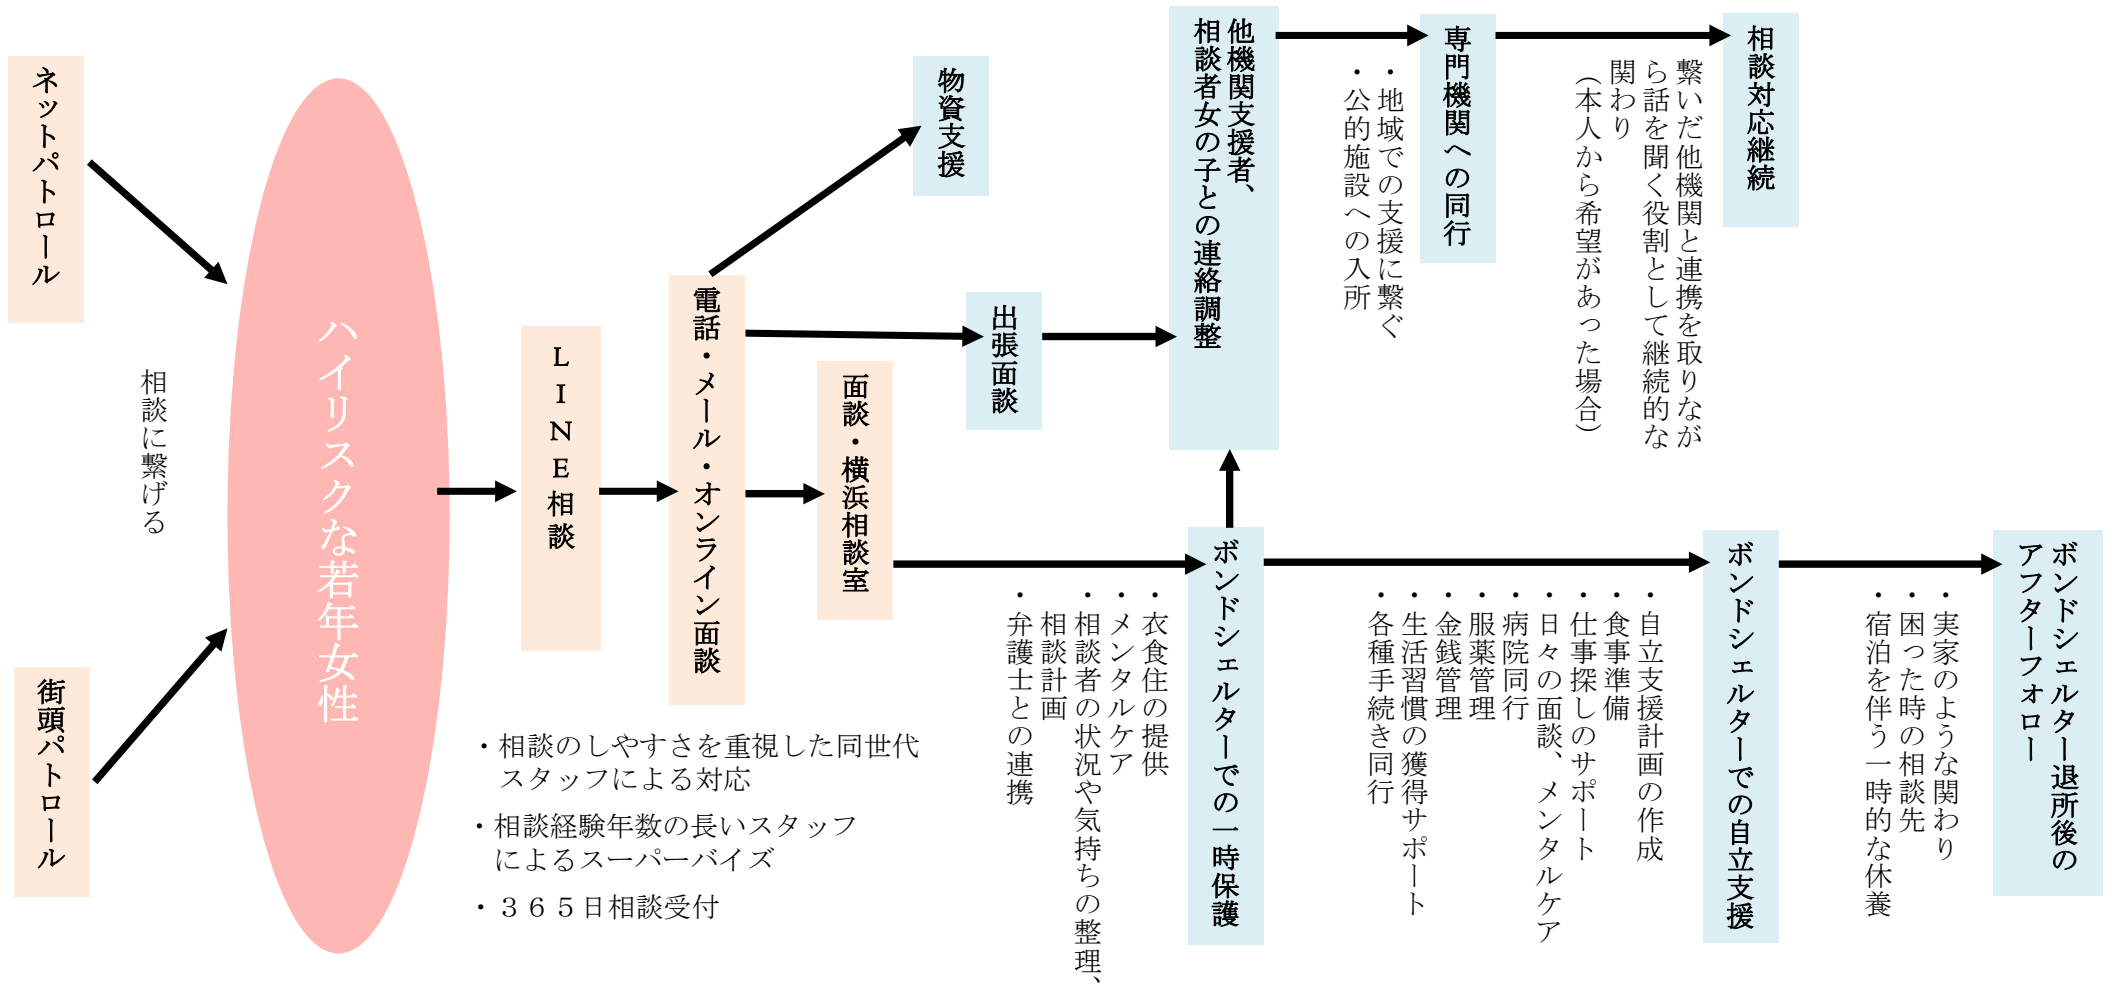 ネットパトロール
街頭パトロール
相談に繋げる
ハイリスクな若年女性
LINE相談
電話・メール・オンライン面談
・相談のしやすさを重視した同世代
スタッフによる対応
・相談経験年数の長いスタッフ
によるスーパーバイズ
・３６５日相談受付
物資支援
面談・横浜相談室
出張面談
他機関支援者、
相談者女の子との連絡調整
専門機関への同行
・地域での支援に繋ぐ
・公的施設への入所
相談対応継続
繋いだ他機関と連携を取りなが
ら話を聞く役割として継続的な
関わり
（本人から希望があった場合）
ボンドシェルターでの一時保護
・衣食住の提供
・メンタルケア
・相談者の状況や気持ちの整理、
相談計画
・弁護士との連携
ボンドシェルターでの自立支援
・自立支援計画の作成
・食事準備
・仕事探しのサポート
・日々の面談、メンタルケア
・病院同行
・服薬管理
・金銭管理
・生活習慣の獲得サポート
・各種手続き同行
ボンドシェルター退所後の
アフターフォロー
・実家のような関わり
・困った時の相談先
・宿泊を伴う一時的な休養